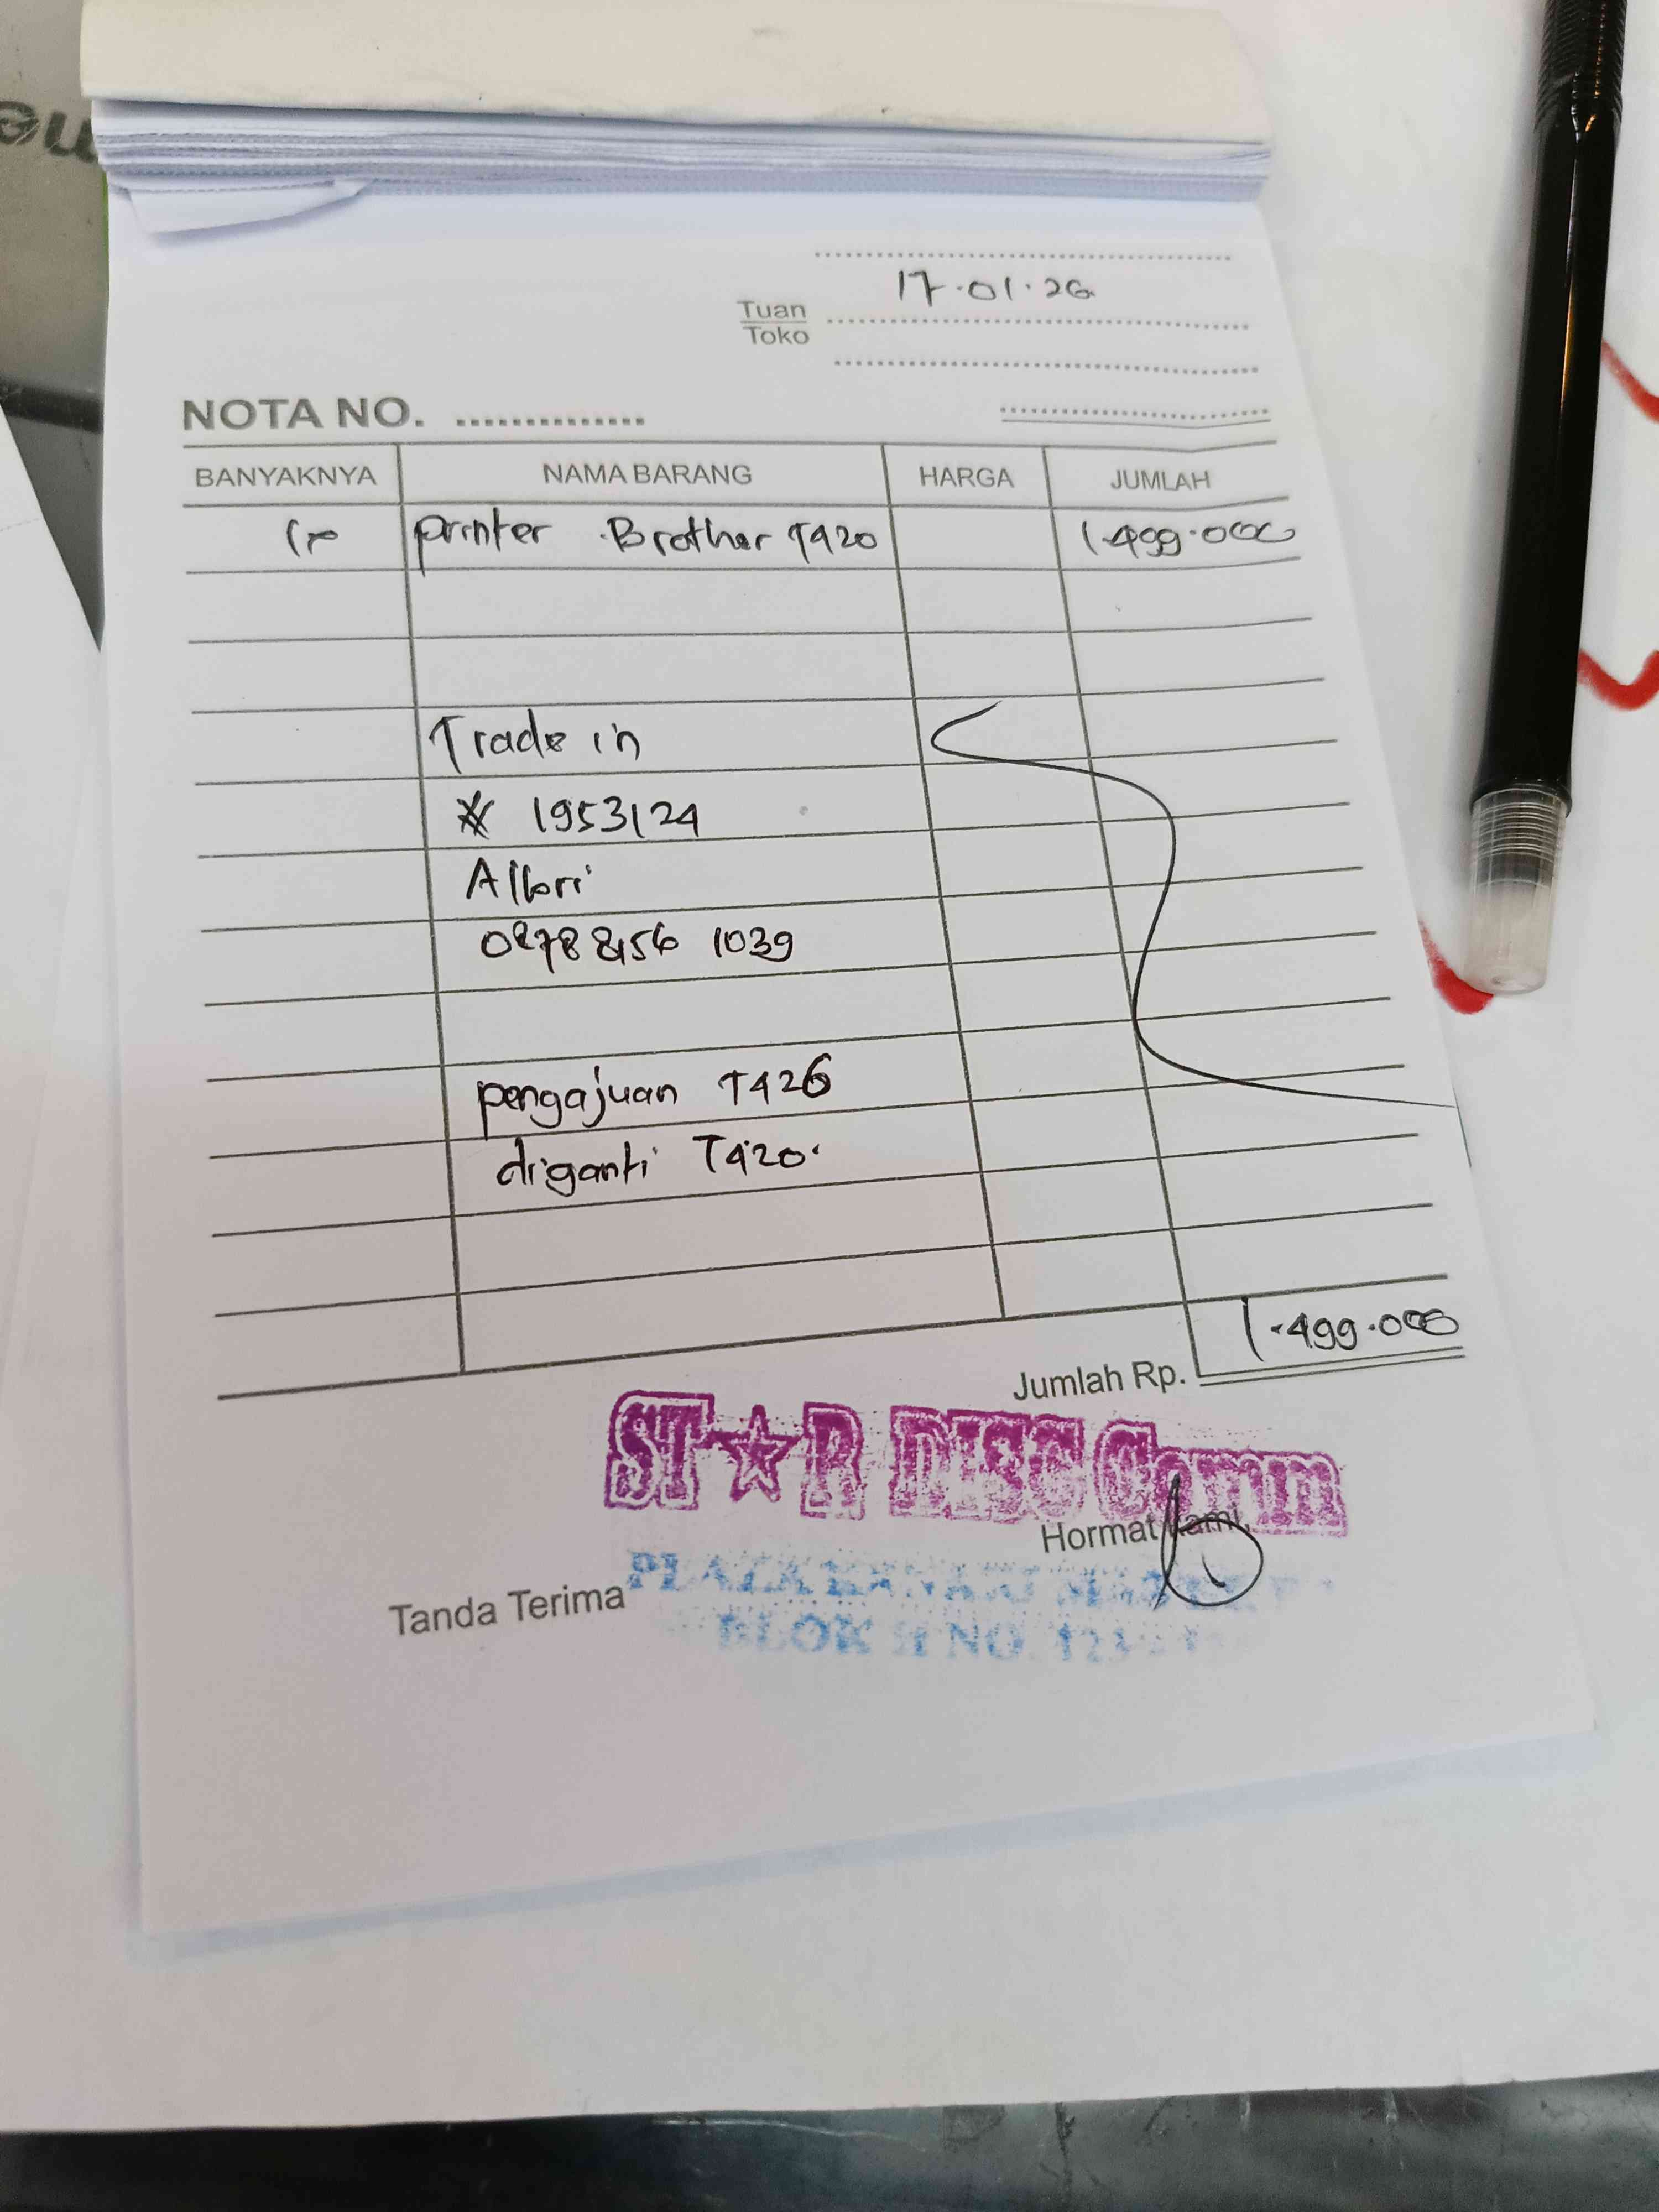 17.01.26
Tuan
Toko
NOTA NO.
BANYAKNYA NAMA BARANG HARGA JUMLAH
printer Brother T420 1.499.000
Trade in
# 1953124
Albri
0878 8156 1039
pengajuan T426
diganti T420.
Jumlah Rp. 1.499.000
ST★R DISC Comm
Hormat kami,
Tanda Terima
PLAZA
BLOK NO